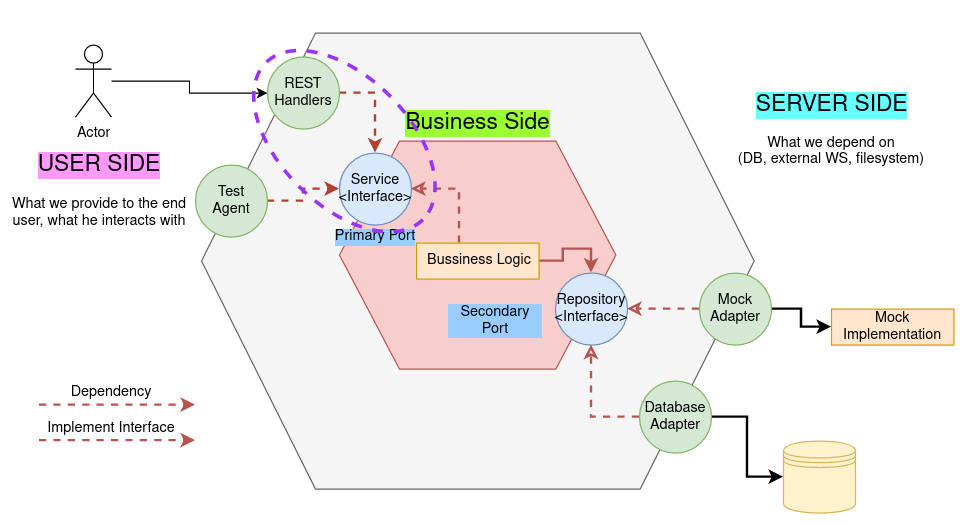 REST
Handlers
Actor
USER SIDE
What we provide to the end
user, what he interacts with
Test
Agent
Business Side
Service
<Interface>
Primary Port
Bussiness Logic
Secondary
Port
Repository
<Interface>
SERVER SIDE
What we depend on
(DB, external WS, filesystem)
Mock
Adapter
Mock
Implementation
Database
Adapter
Dependency
Implement Interface